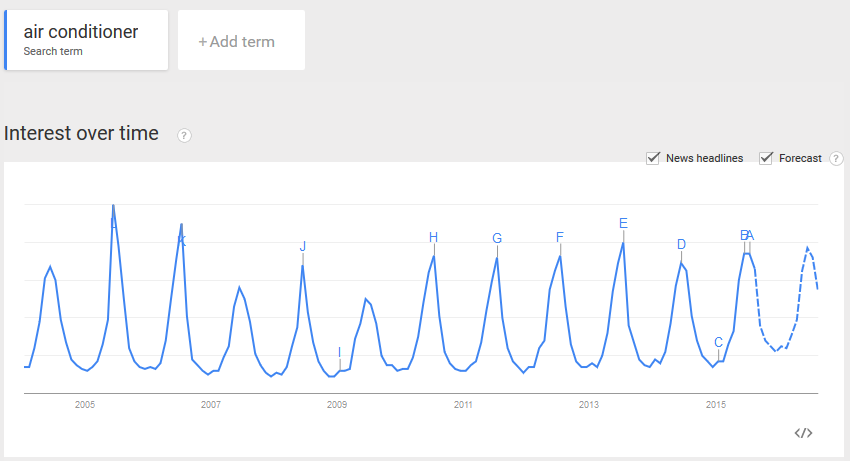 air conditioner
Search term
+ Add term
Interest over time
?
News headlines
Forecast
?
L
K
J
I
H
G
F
E
D
C
B
A
2005
2007
2009
2011
2013
2015
</>